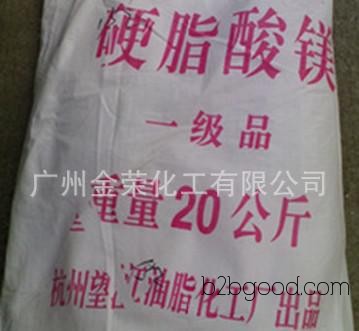 硬脂酸镁
一级品
广州金荣化工有限公司
重量20公斤
b2bgood.com
杭州望 油脂化工厂出品